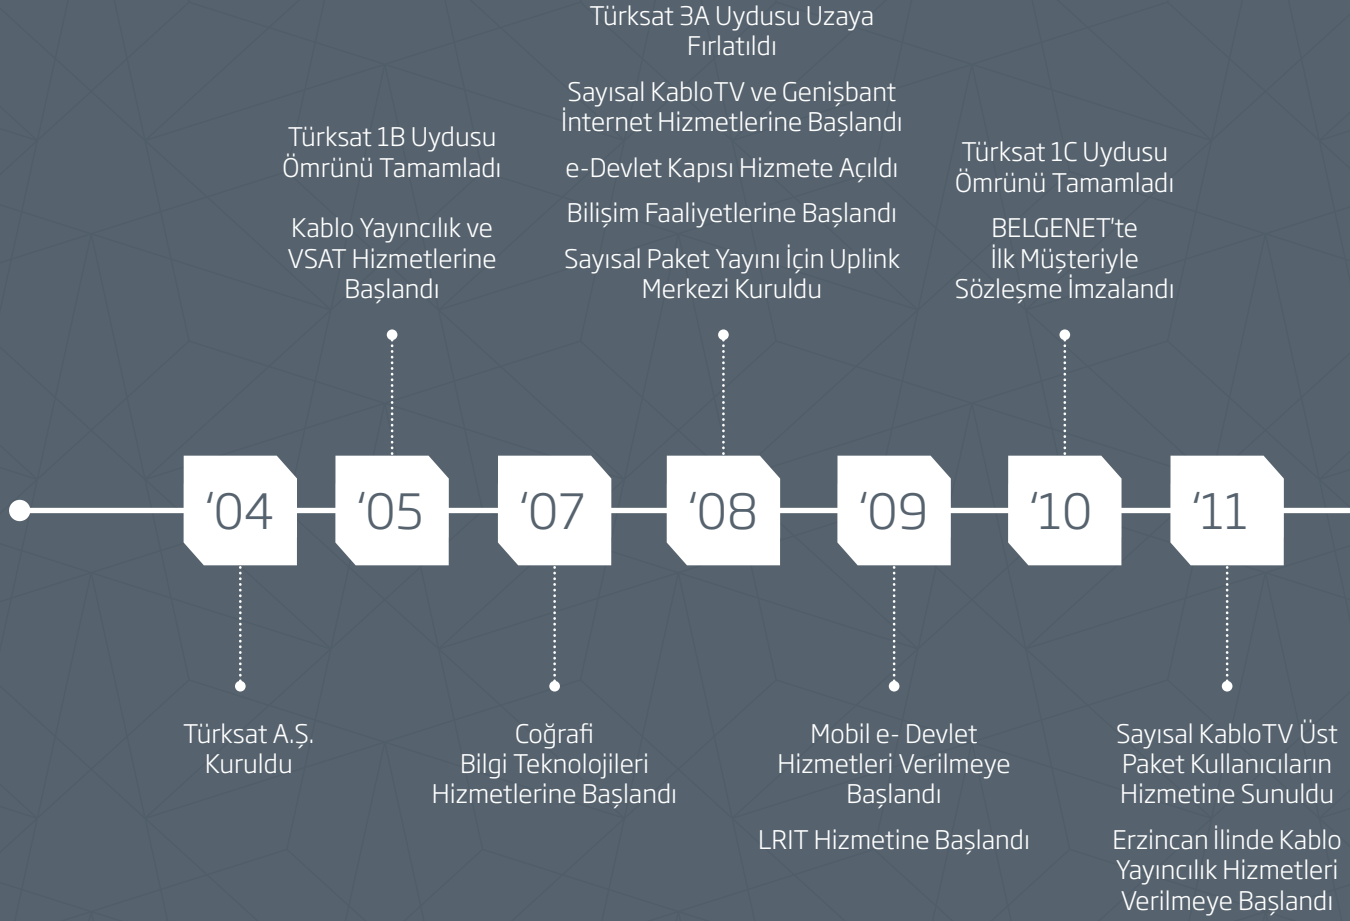 Türksat 1B Uydusu
Ömrünü Tamamladı
Kablo Yayıncılık ve
VSAT Hizmetlerine
Başlandı
Türksat 3A Uydusu Uzaya
Fırlatıldı
Sayısal KabloTV ve Genişbant
İnternet Hizmetlerine Başlandı
e-Devlet Kapısı Hizmete Açıldı
Bilişim Faaliyetlerine Başlandı
Sayısal Paket Yayını İçin Uplink
Merkezi Kuruldu
Türksat 1C Uydusu
Ömrünü Tamamladı
BELGENET'te
İlk Müşteriyle
Sözleşme İmzalandı
‘04
‘05
‘07
‘08
‘09
‘10
‘11
Türksat A.Ş.
Kuruldu
Coğrafi
Bilgi Teknolojileri
Hizmetlerine Başlandı
Mobil e- Devlet
Hizmetleri Verilmeye
Başlandı
LRIT Hizmetine Başlandı
Sayısal KabloTV Üst
Paket Kullanıcıların
Hizmetine Sunuldu
Erzincan İlinde Kablo
Yayıncılık Hizmetleri
Verilmeye Başlandı